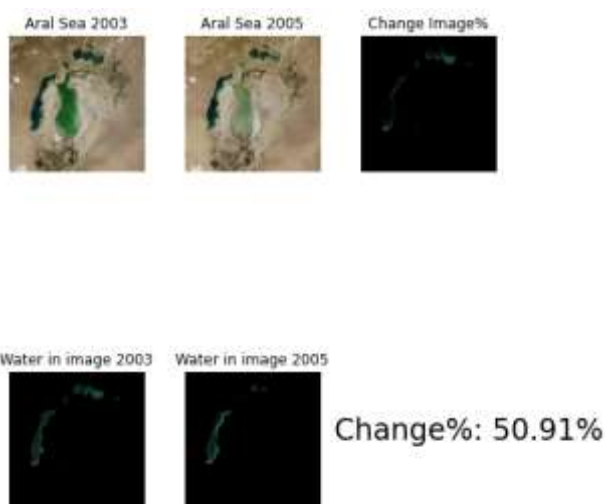 Aral Sea 2003
Aral Sea 2005
Change Image%
Water in image 2003
Water in image 2005
Change%: 50.91%